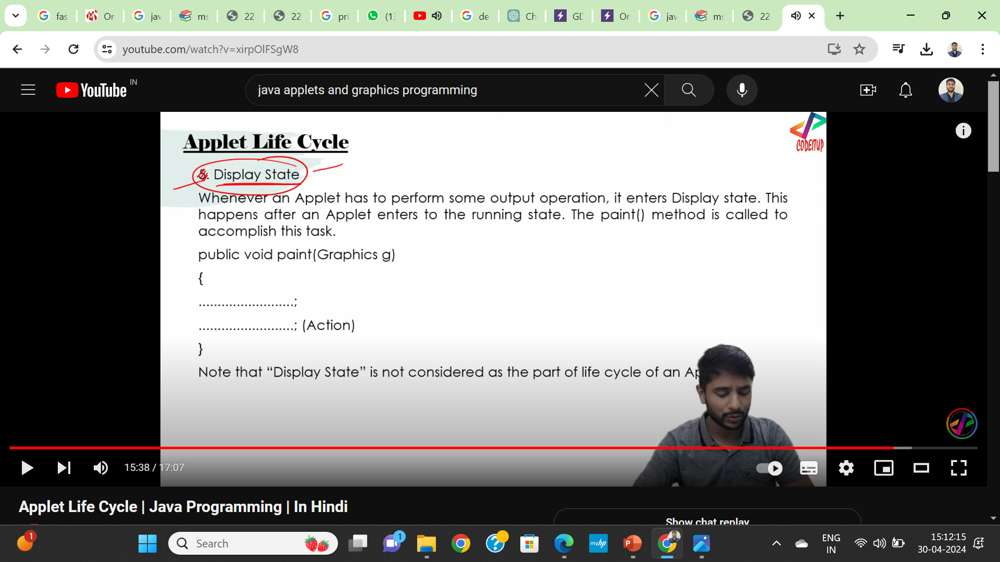 fas
Or
jav
ms
22
22
pri
(13
de
Ch
GD
Or
jav
ms
22
youtube.com/watch?v=xirpOlFSgW8
YouTube IN
java applets and graphics programming
Applet Life Cycle
CODEITUP
Display State
Whenever an Applet has to perform some output operation, it enters Display state. This
happens after an Applet enters to the running state. The paint() method is called to
accomplish this task.
public void paint(Graphics g)
{
.........................;
.........................; (Action)
}
Note that “Display State” is not considered as the part of life cycle of an Ap
15:38 / 17:07
Applet Life Cycle | Java Programming | In Hindi
Show chat replay
1
Search
1
myhp
ENG
IN
15:12:15
30-04-2024